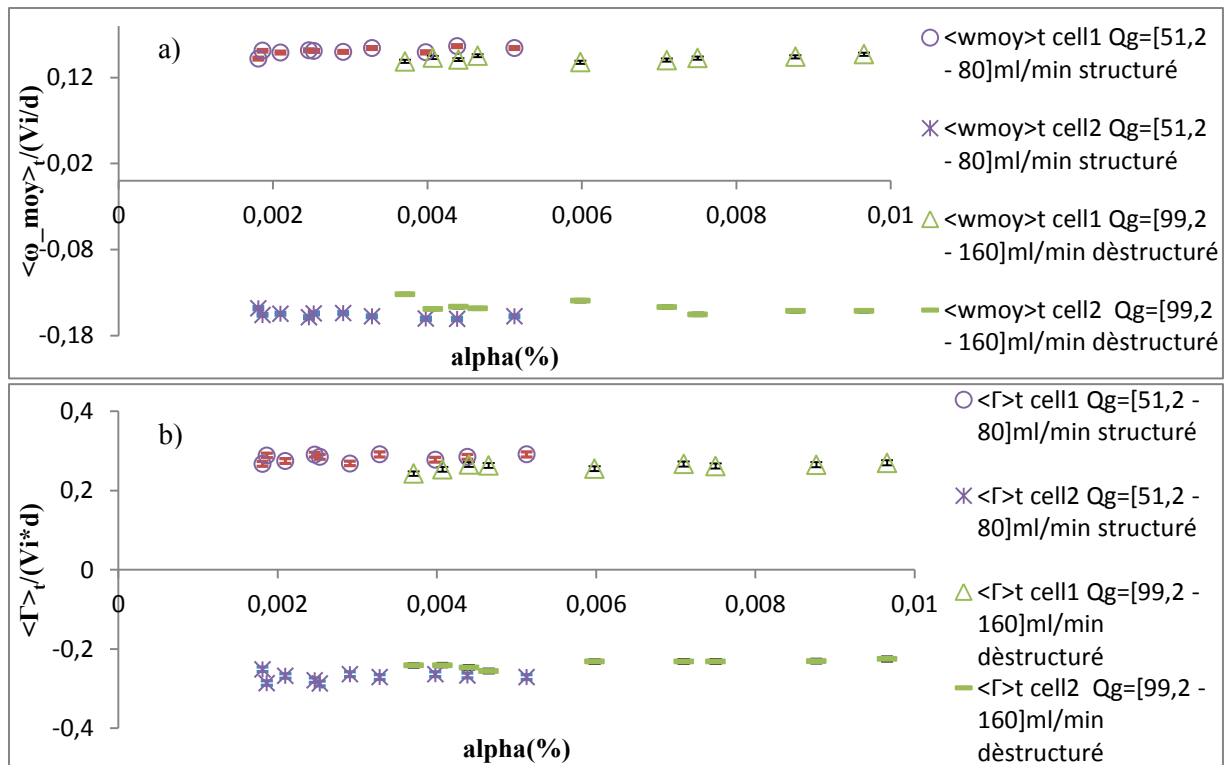 a)
<ω_moy>t/(Vi/d)
0,12
0,02
-0,08
-0,18
0
0,002
0,004
0,006
0,008
0,01
alpha(%)
<wmoy>t cell1 Qg=[51,2
- 80]ml/min structuré
<wmoy>t cell2 Qg=[51,2
- 80]ml/min structuré
<wmoy>t cell1 Qg=[99,2
- 160]ml/min dèstructuré
<wmoy>t cell2 Qg=[99,2
- 160]ml/min dèstructuré
b)
<Γ>t/(Vi*d)
0,4
0,2
0
-0,2
-0,4
0
0,002
0,004
0,006
0,008
0,01
alpha(%)
<Γ>t cell1 Qg=[51,2 -
80]ml/min structuré
<Γ>t cell2 Qg=[51,2 -
80]ml/min structuré
<Γ>t cell1 Qg=[99,2 -
160]ml/min
dèstructuré
<Γ>t cell2 Qg=[99,2 -
160]ml/min
dèstructuré